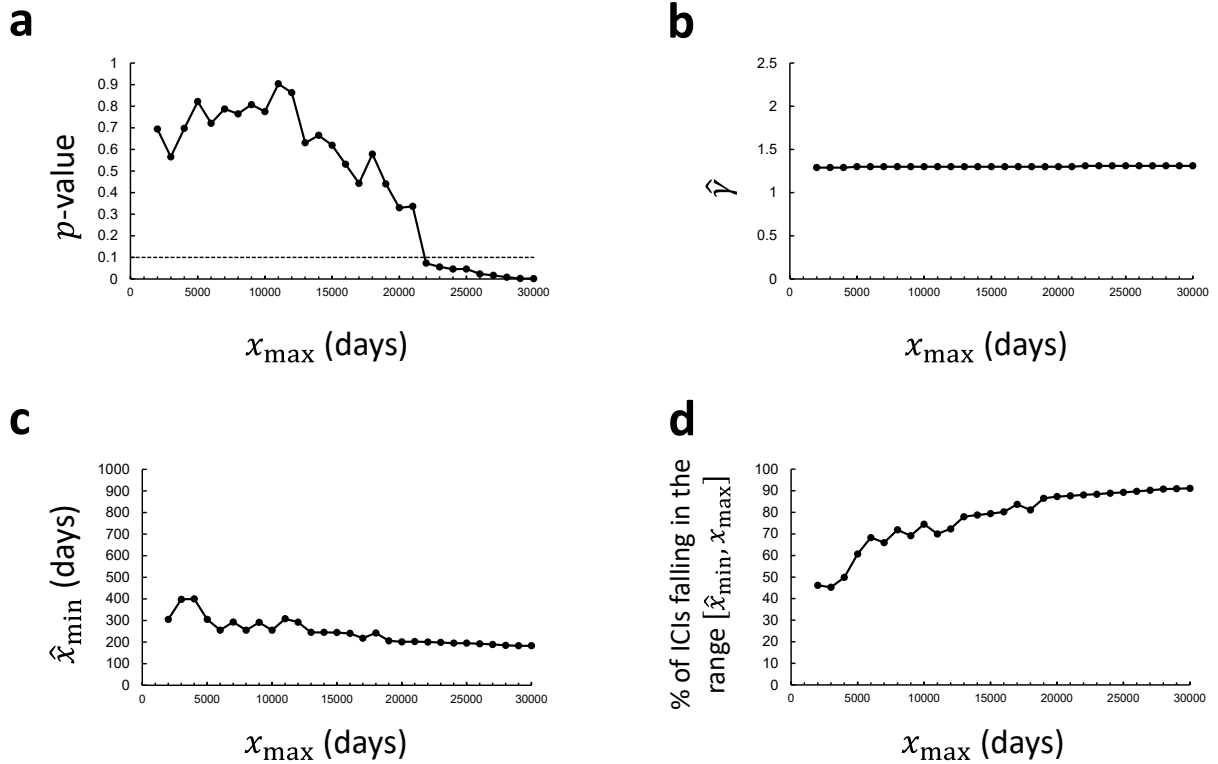 a
1
0.9
0.8
0.7
0.6
0.5
0.4
0.3
0.2
0.1
0
p-value
0 5000 10000 15000 20000 25000 30000
x_max (days)
b
2.5
2
1.5
1
0.5
0
γ̂
0 5000 10000 15000 20000 25000 30000
x_max (days)
c
1000
900
800
700
600
500
400
300
200
100
0
x̂_min (days)
0 5000 10000 15000 20000 25000 30000
x_max (days)
d
% of ICIs falling in the
range [x̂_min, x_max]
100
90
80
70
60
50
40
30
20
10
0
0 5000 10000 15000 20000 25000 30000
x_max (days)